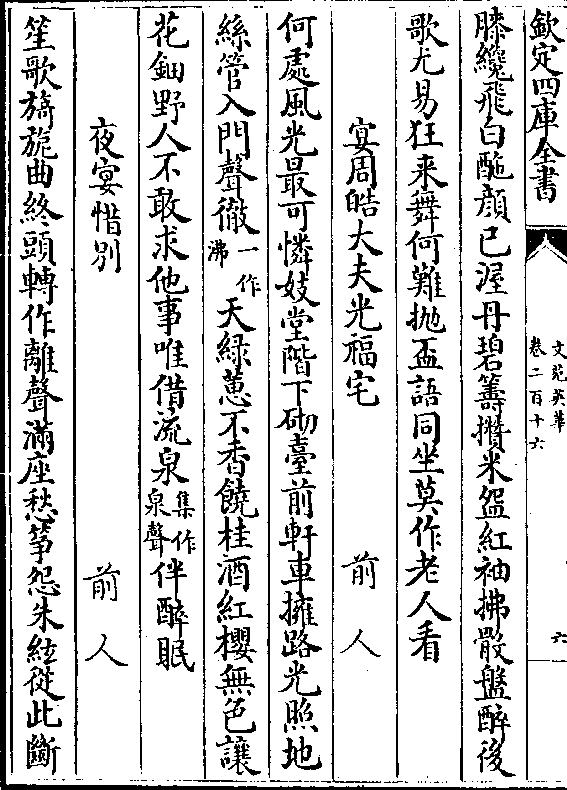 欽定四庫全書
文苑英華
卷二百十六
六
膝纔飛白酡顔已渥丹碧籌攢米盌紅袖拂骰盤醉後
歌尤易狂来舞何難抛盃語同坐莫作老人看
宴周皓大夫光福宅 前人
何處風光最可憐妓堂階下砌臺前軒車擁路光照地
絲管入門聲徹一作沸天緑蕙不香饒桂酒紅櫻無色讓
花鈿野人不敢求他事唯借流泉集作泉聲伴醉眠
夜宴惜别 前人
笙歌旖旎曲終頭轉作離聲滿座愁筝怨朱絃從此斷